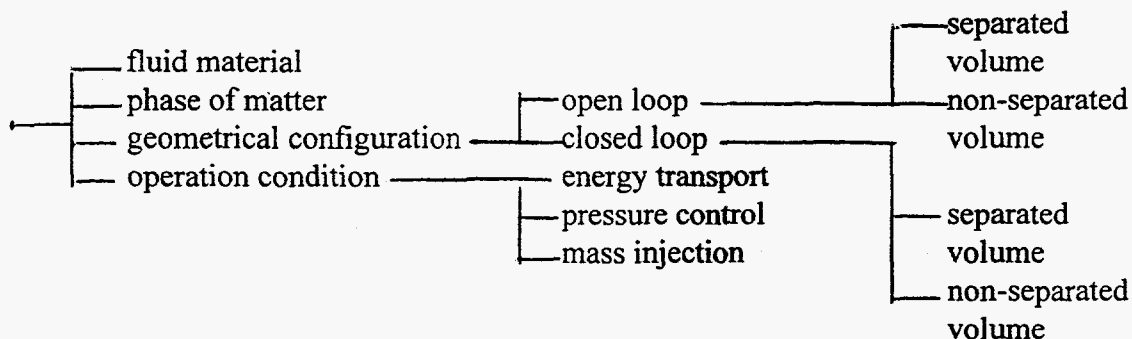 fluid material
phase of matter
geometrical configuration
operation condition
open loop
closed loop
energy transport
pressure control
mass injection
separated
volume
non-separated
volume
separated
volume
non-separated
volume